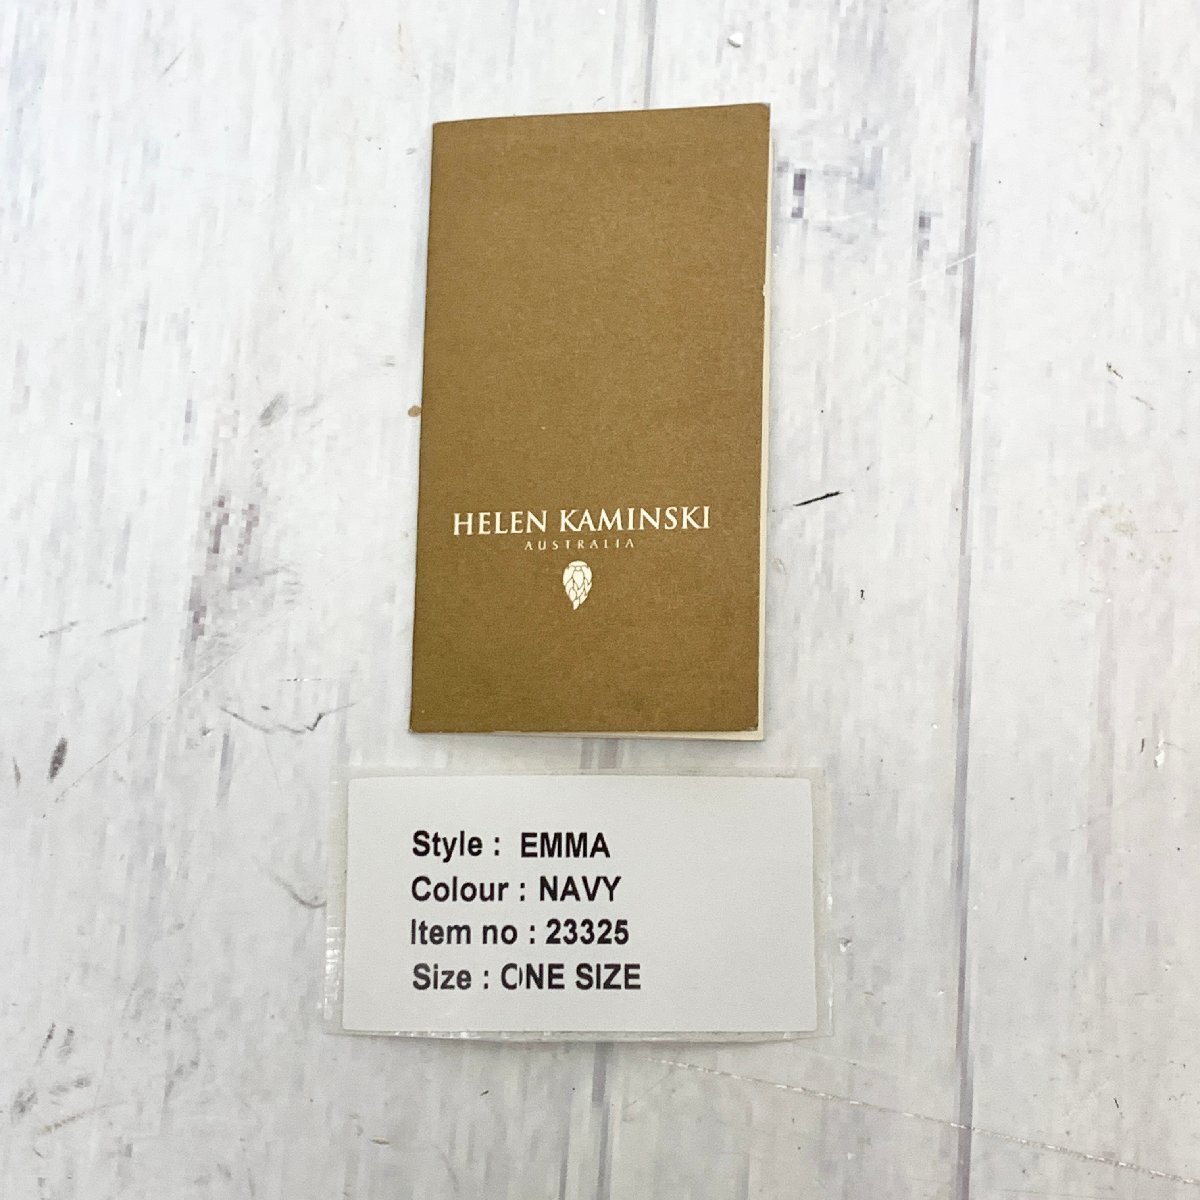 HELEN KAMINSKI
AUSTRALIA
Style : EMMA
Colour : NAVY
Item no : 23325
Size : ONE SIZE